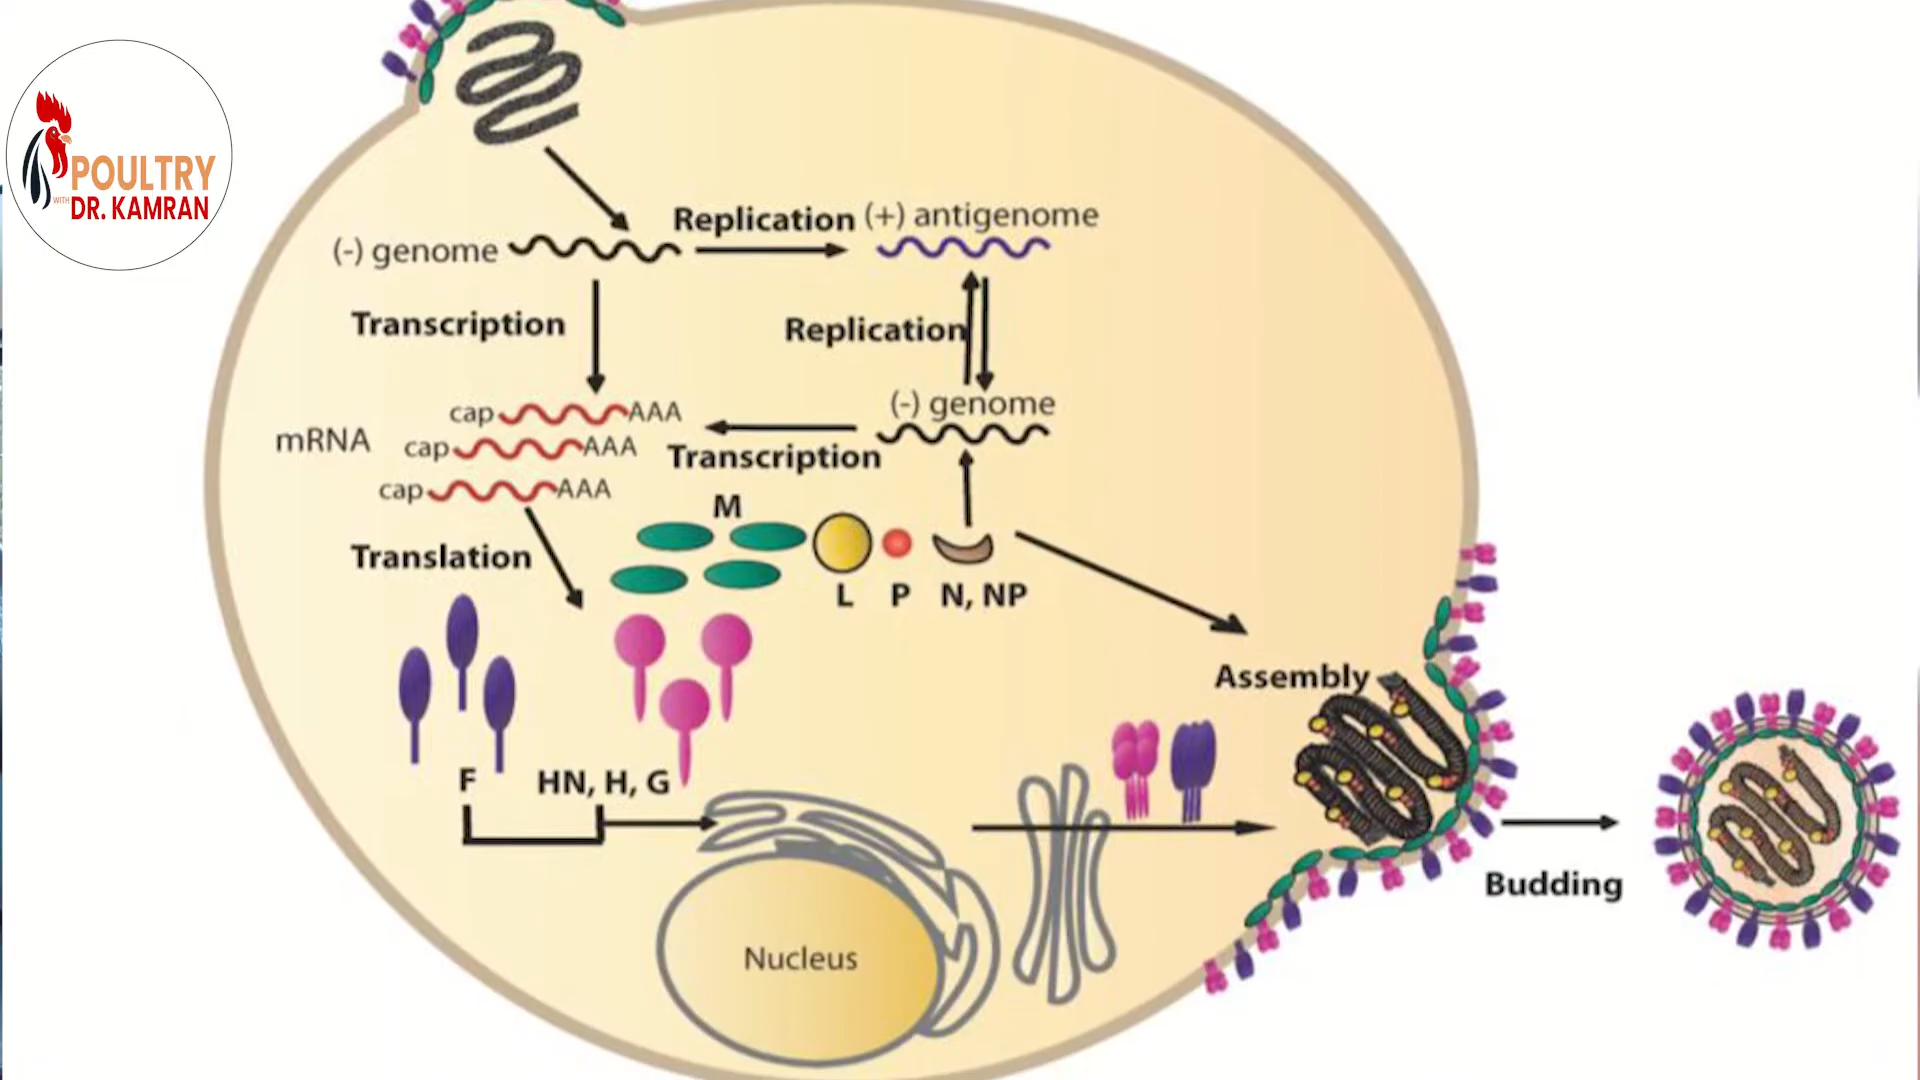 POULTRY
WITH DR. KAMRAN
Replication (+) antigenome
(-) genome
Transcription
Replication
(-) genome
cap AAA
mRNA cap AAA
Transcription
cap AAA
M
Translation
L P N, NP
Assembly
F HN, H, G
Budding
Nucleus